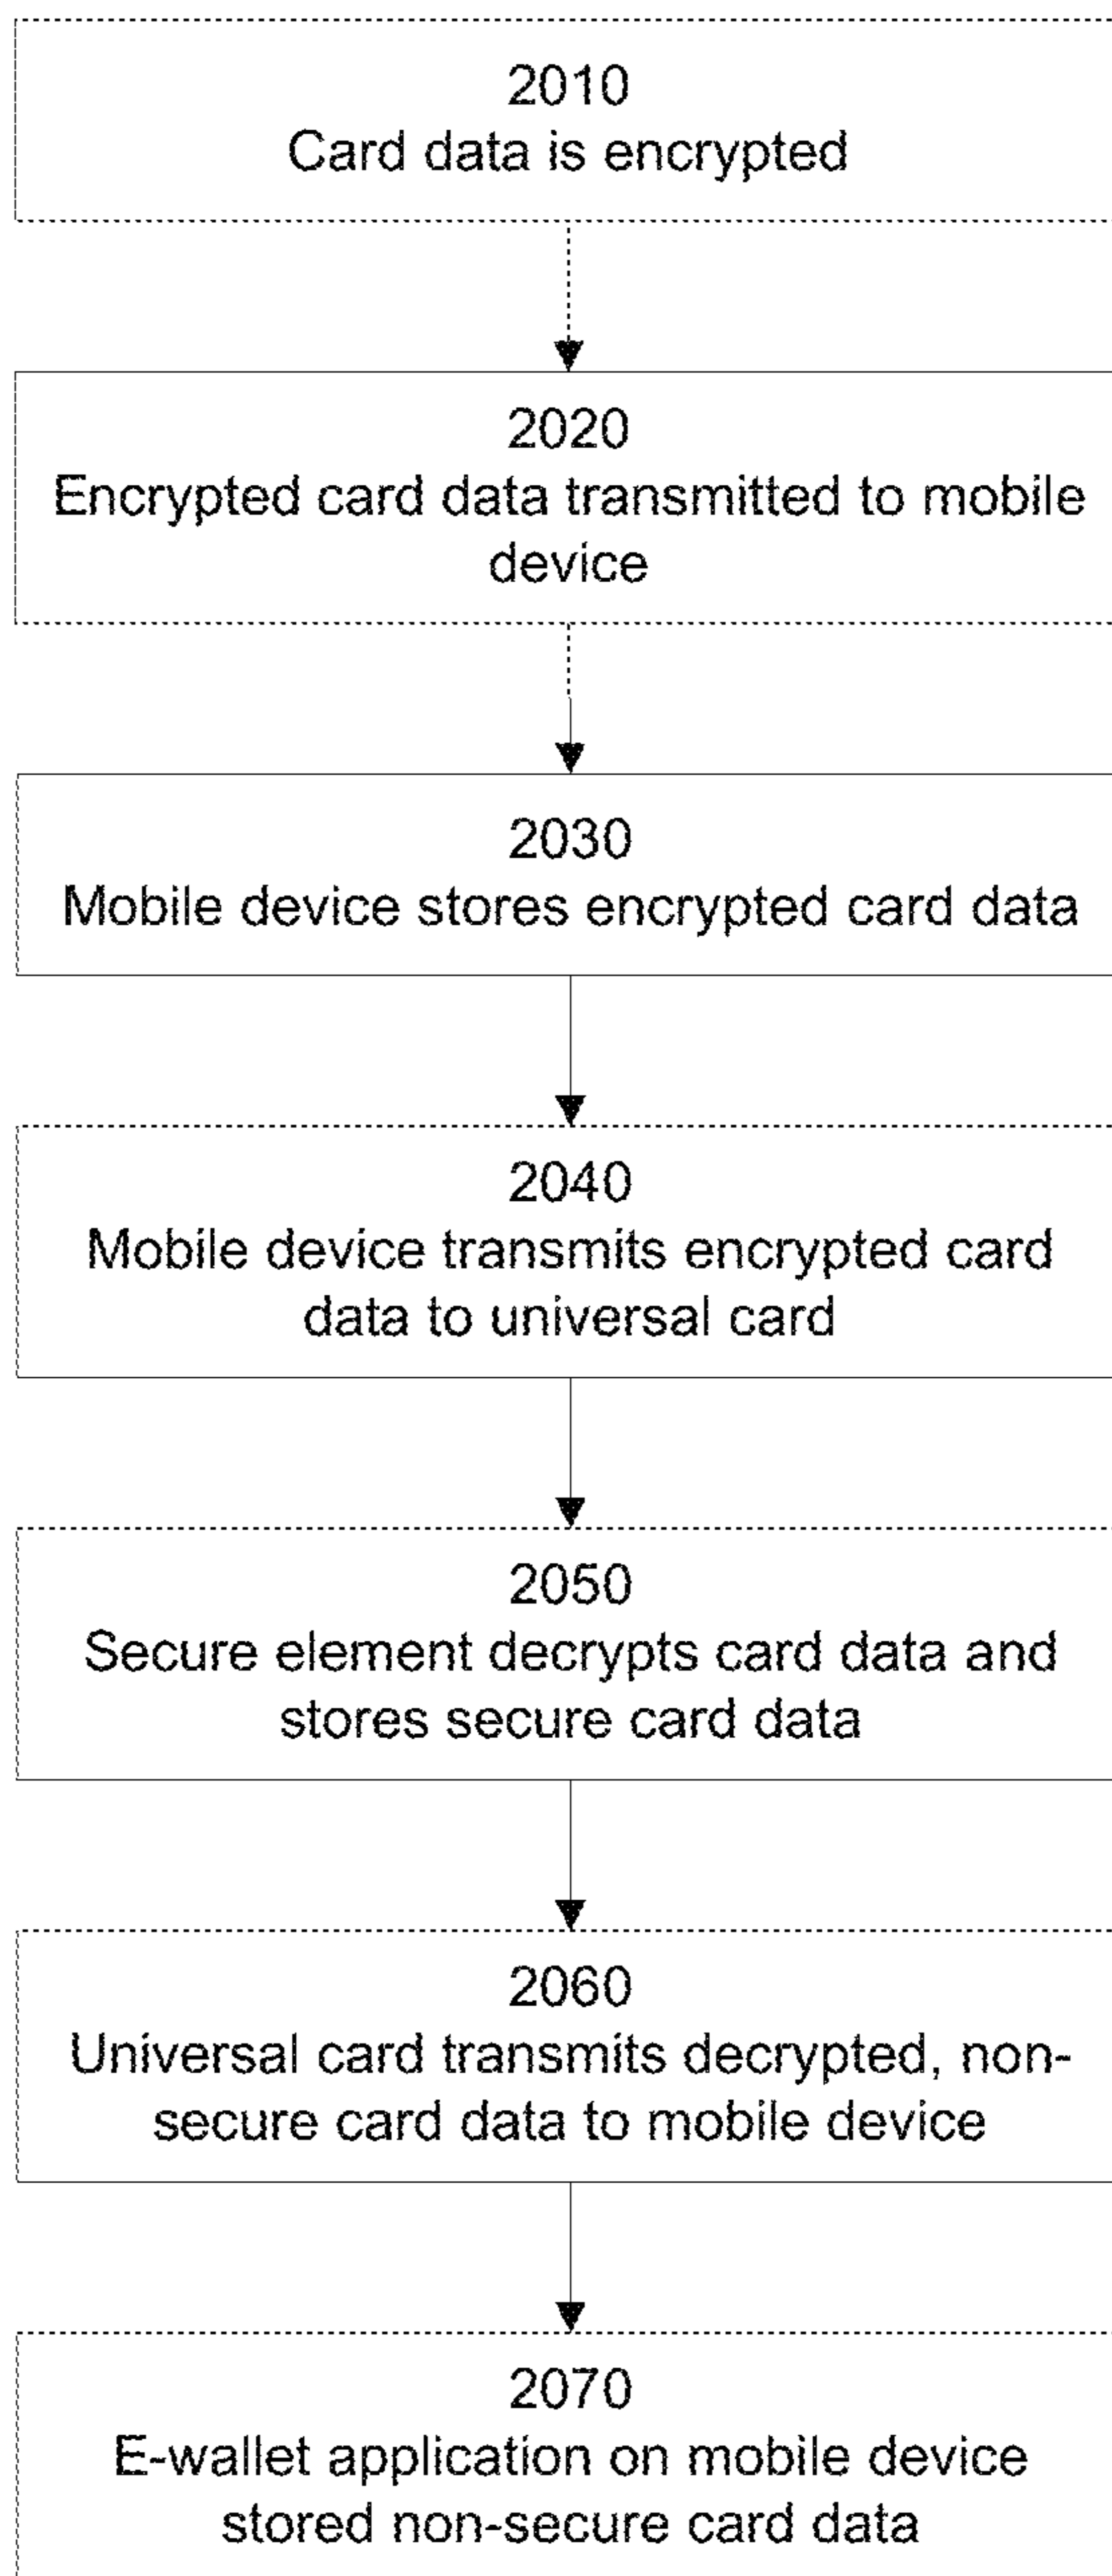 2010
Card data is encrypted
2020
Encrypted card data transmitted to mobile
device
2030
Mobile device stores encrypted card data
2040
Mobile device transmits encrypted card
data to universal card
2050
Secure element decrypts card data and
stores secure card data
2060
Universal card transmits decrypted, non-
secure card data to mobile device
2070
E-wallet application on mobile device
stored non-secure card data